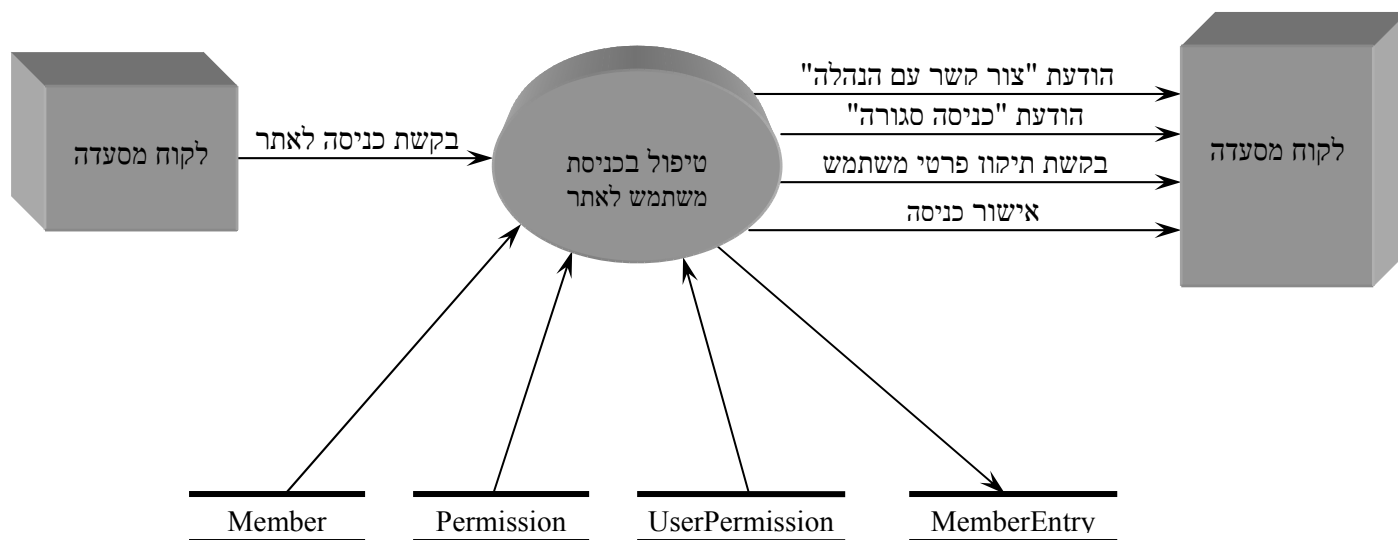 לקוח מסעדה
בקשת כניסה לאתר
טיפול בכניסת
משתמש לאתר
הודעת "צור קשר עם הנהלה"
הודעת "כניסה סגורה"
בקשת תיקון פרטי משתמש
אישור כניסה
לקוח מסעדה
Member
Permission
UserPermission
MemberEntry